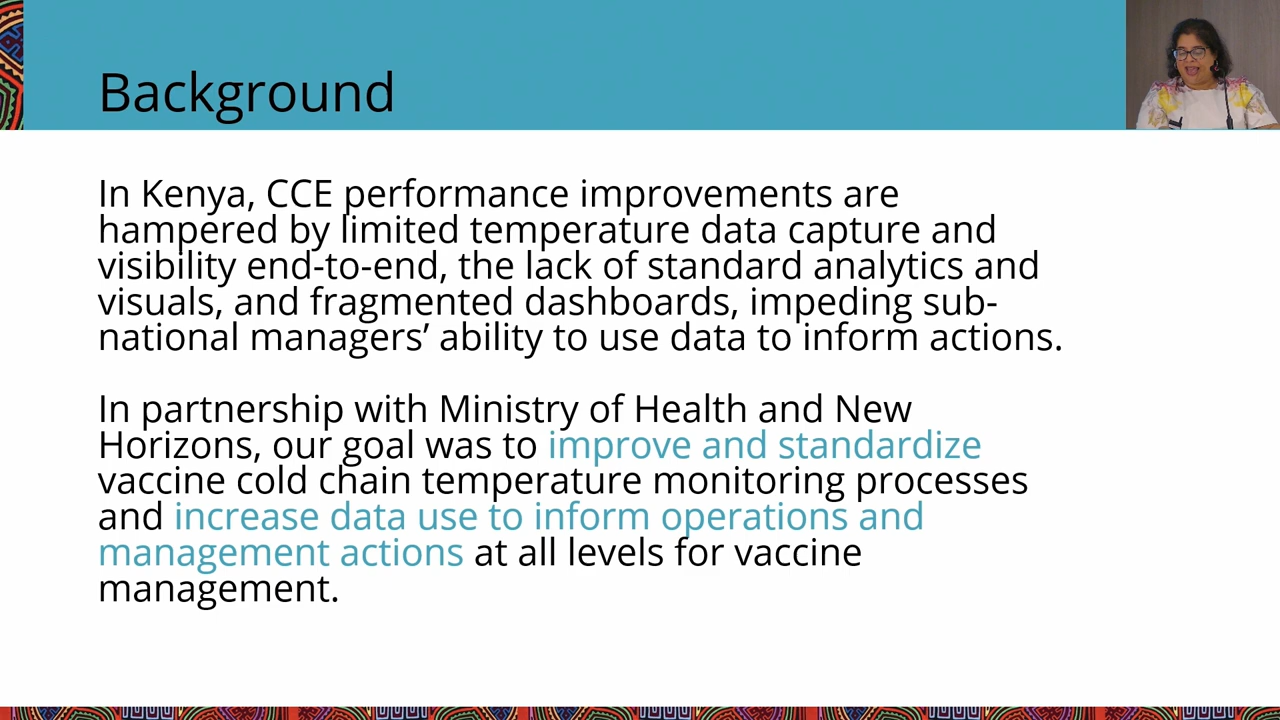 Background
In Kenya, CCE performance improvements are
hampered by limited temperature data capture and
visibility end-to-end, the lack of standard analytics and
visuals, and fragmented dashboards, impeding sub-
national managers’ ability to use data to inform actions.
In partnership with Ministry of Health and New
Horizons, our goal was to improve and standardize
vaccine cold chain temperature monitoring processes
and increase data use to inform operations and
management actions at all levels for vaccine
management.